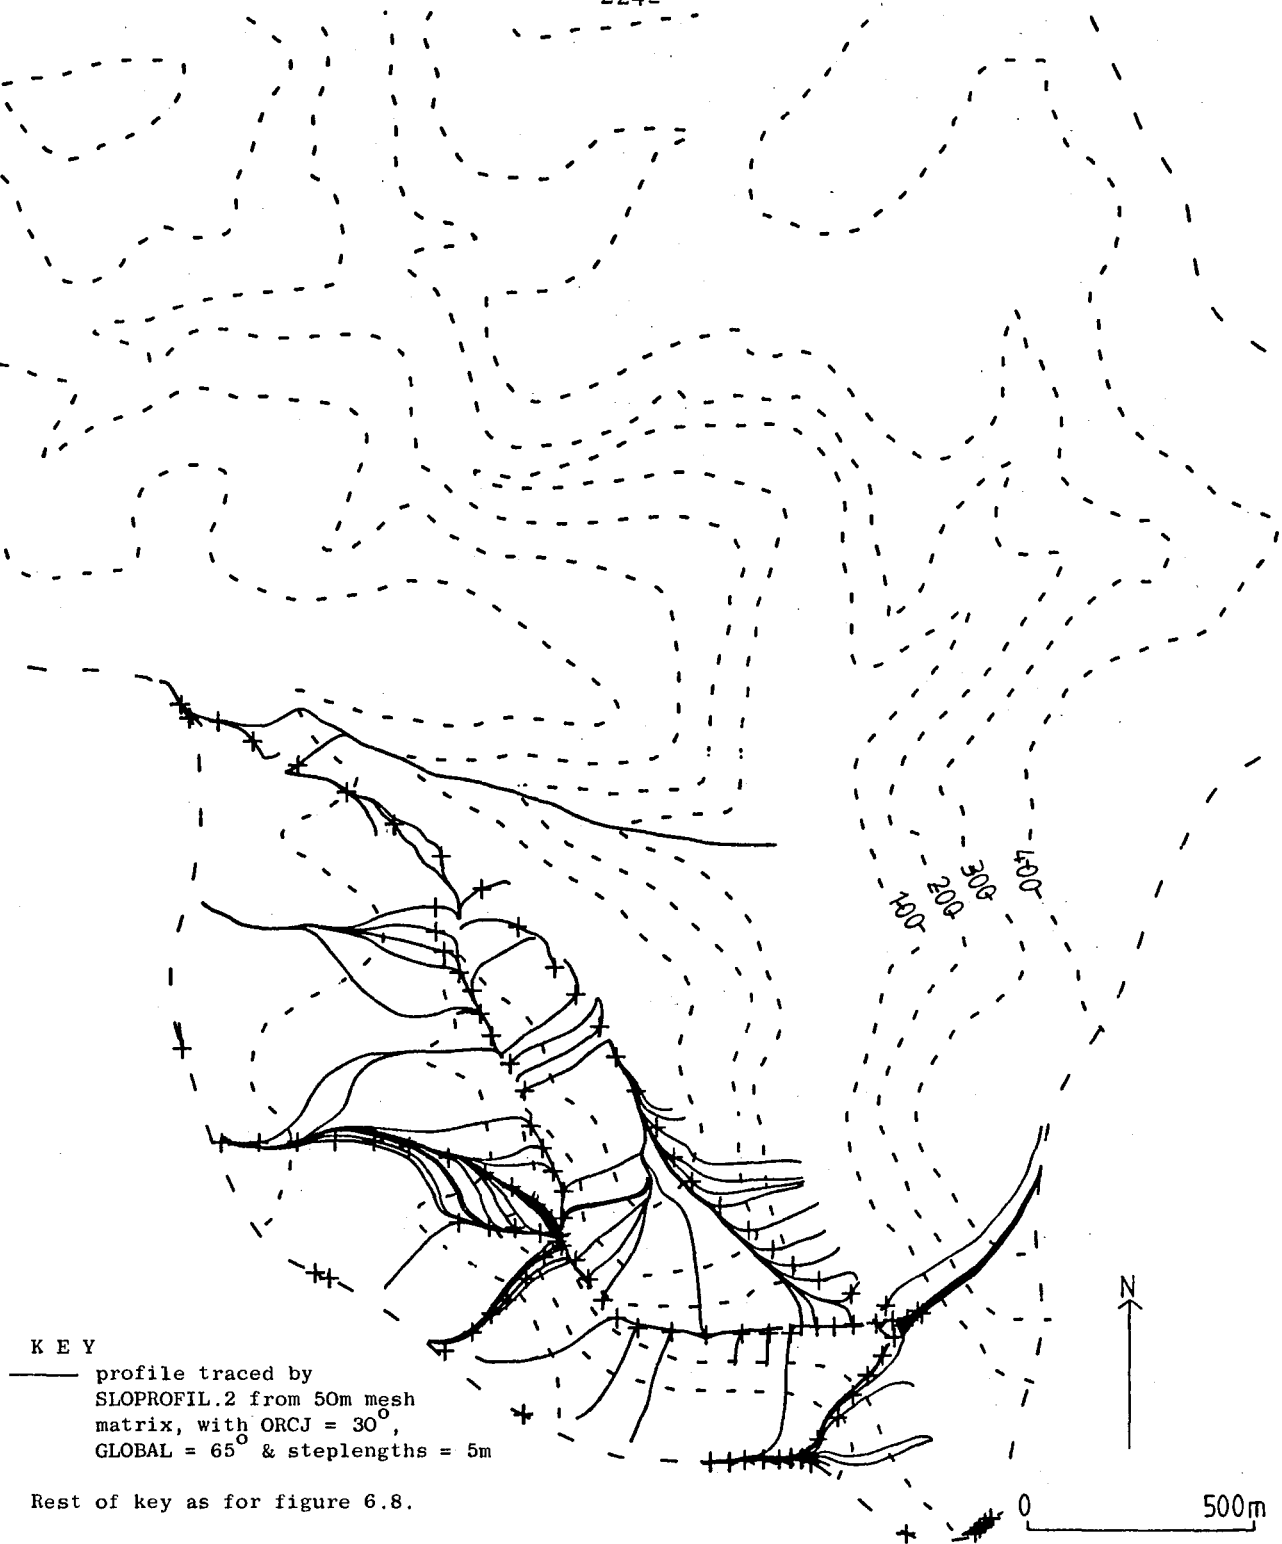 100
200
300
400
N
K E Y
profile traced by
SLOPROFIL.2 from 50m mesh
matrix, with ORCJ = 30°,
GLOBAL = 65° & steplengths = 5m
Rest of key as for figure 6.8.
0 500m